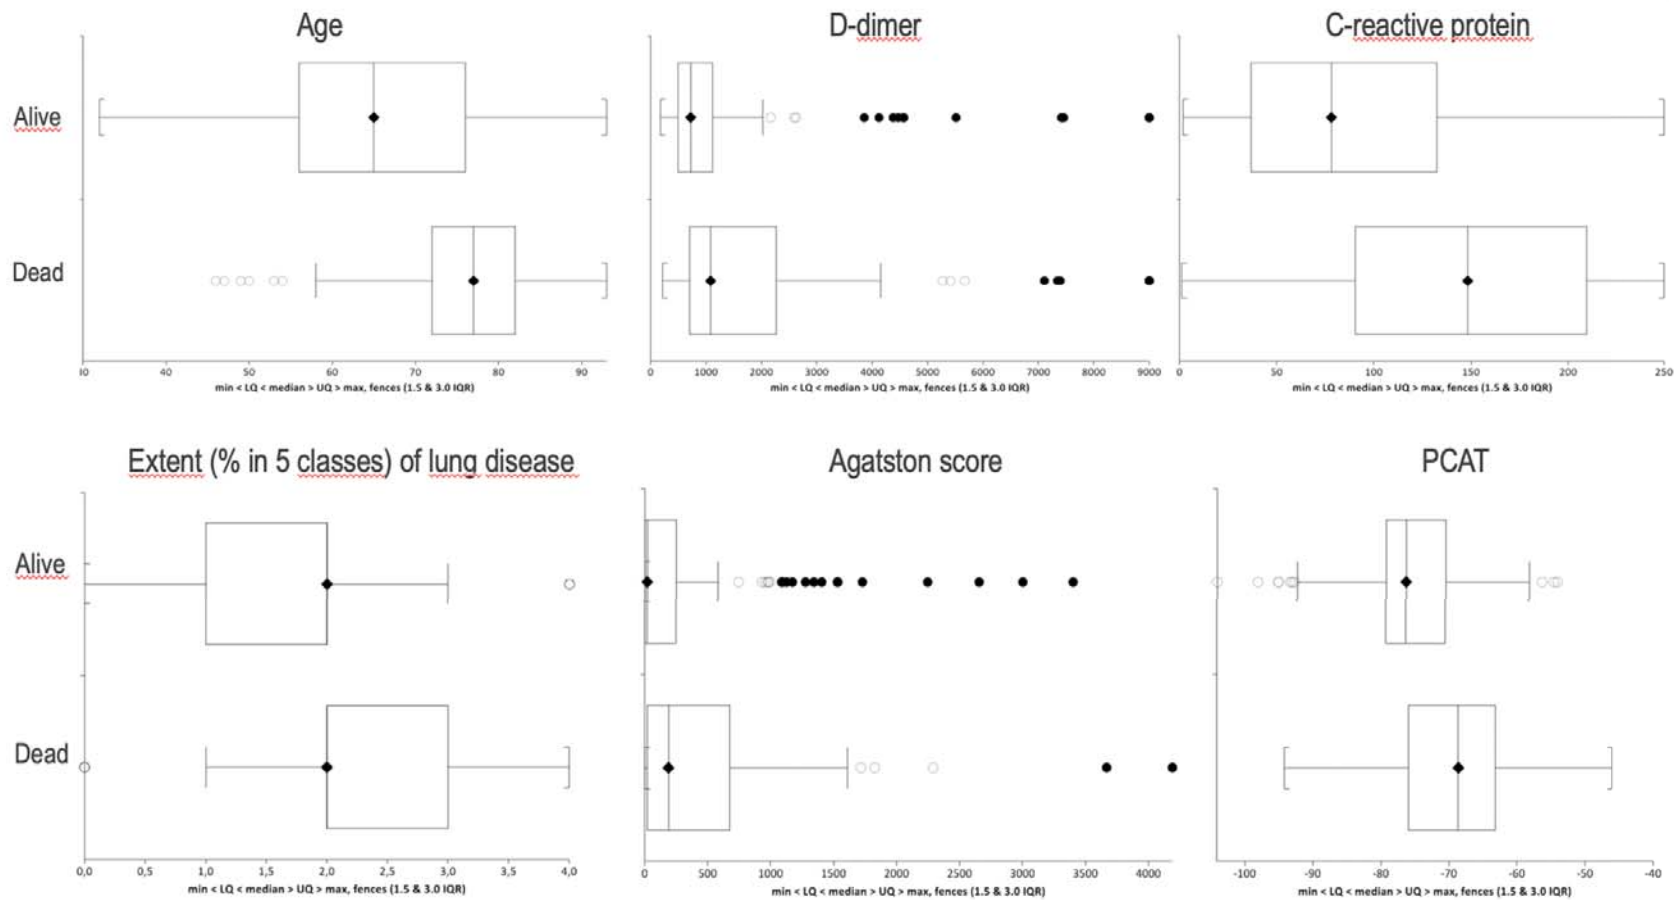 Age
D-dimer
C-reactive protein
Alive
Dead
30 40 50 60 70 80 90
min < LQ < median > UQ > max, fences (1.5 & 3.0 IQR)
0 1000 2000 3000 4000 5000 6000 7000 8000 9000
min < LQ < median > UQ > max, fences (1.5 & 3.0 IQR)
0 50 100 150 200 250
min < LQ < median > UQ > max, fences (1.5 & 3.0 IQR)
Extent (% in 5 classes) of lung disease
Agatston score
PCAT
Alive
Dead
0,0 0,5 1,0 1,5 2,0 2,5 3,0 3,5 4,0
min < LQ < median > UQ > max, fences (1.5 & 3.0 IQR)
0 500 1000 1500 2000 2500 3000 3500 4000
min < LQ < median > UQ > max, fences (1.5 & 3.0 IQR)
-100 -90 -80 -70 -60 -50 -40
min < LQ < median > UQ > max, fences (1.5 & 3.0 IQR)